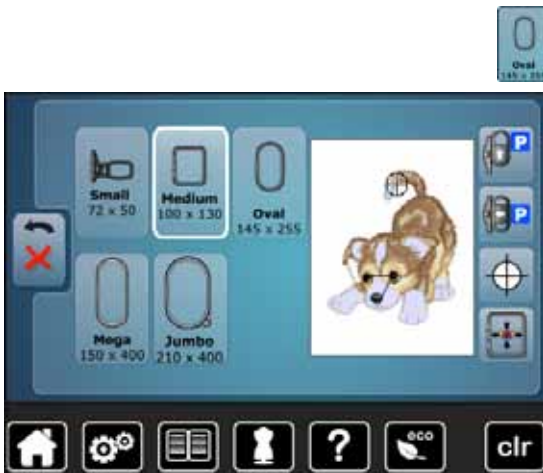 Oval
145 x 255
Small
72 x 50
Medium
100 x 130
Oval
145 x 255
P
P
Mega
150 x 400
Jumbo
210 x 400
?
eco
clr